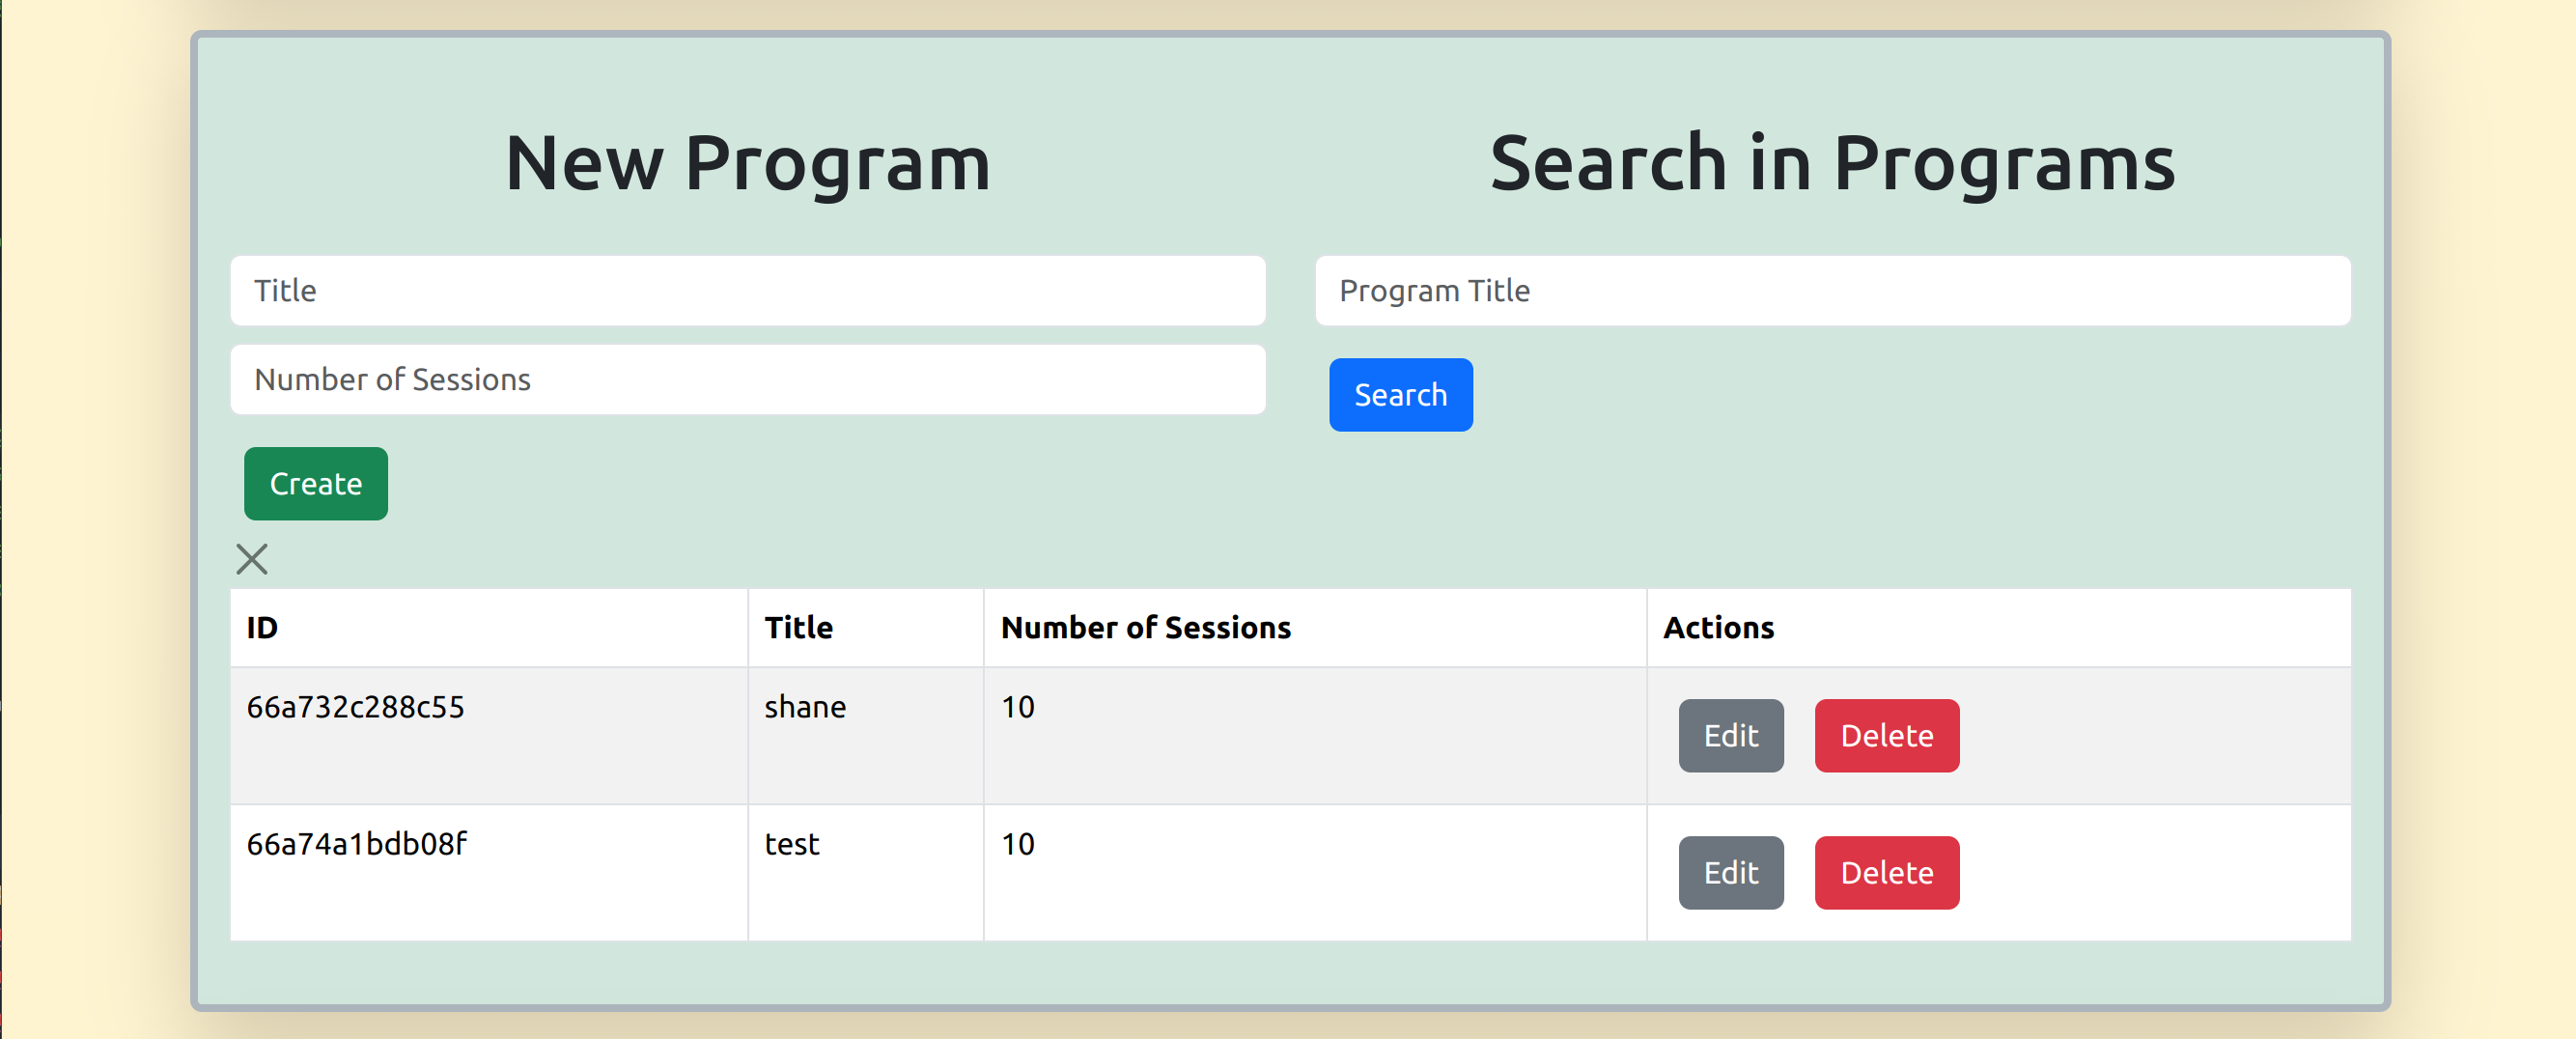 New Program
Title
Number of Sessions
Create
Search in Programs
Program Title
Search
ID Title Number of Sessions Actions
66a732c288c55 shane 10 Edit Delete
66a74a1bdb08f test 10 Edit Delete